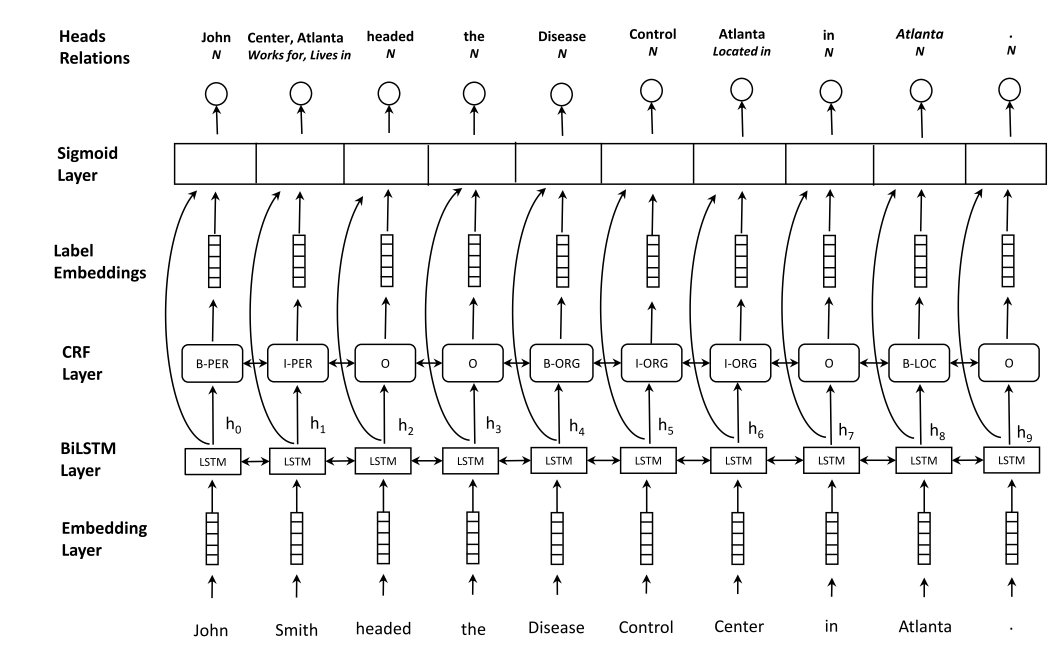 Heads John Center, Atlanta headed the Disease Control Atlanta in Atlanta .
Relations N Works for, Lives in N N N N Located in N N N
Sigmoid
Layer
Label
Embeddings
CRF
Layer
B-PER I-PER O O B-ORG I-ORG I-ORG O B-LOC O
h0 h1 h2 h3 h4 h5 h6 h7 h8 h9
BiLSTM
Layer
LSTM LSTM LSTM LSTM LSTM LSTM LSTM LSTM LSTM LSTM
Embedding
Layer
John Smith headed the Disease Control Center in Atlanta .